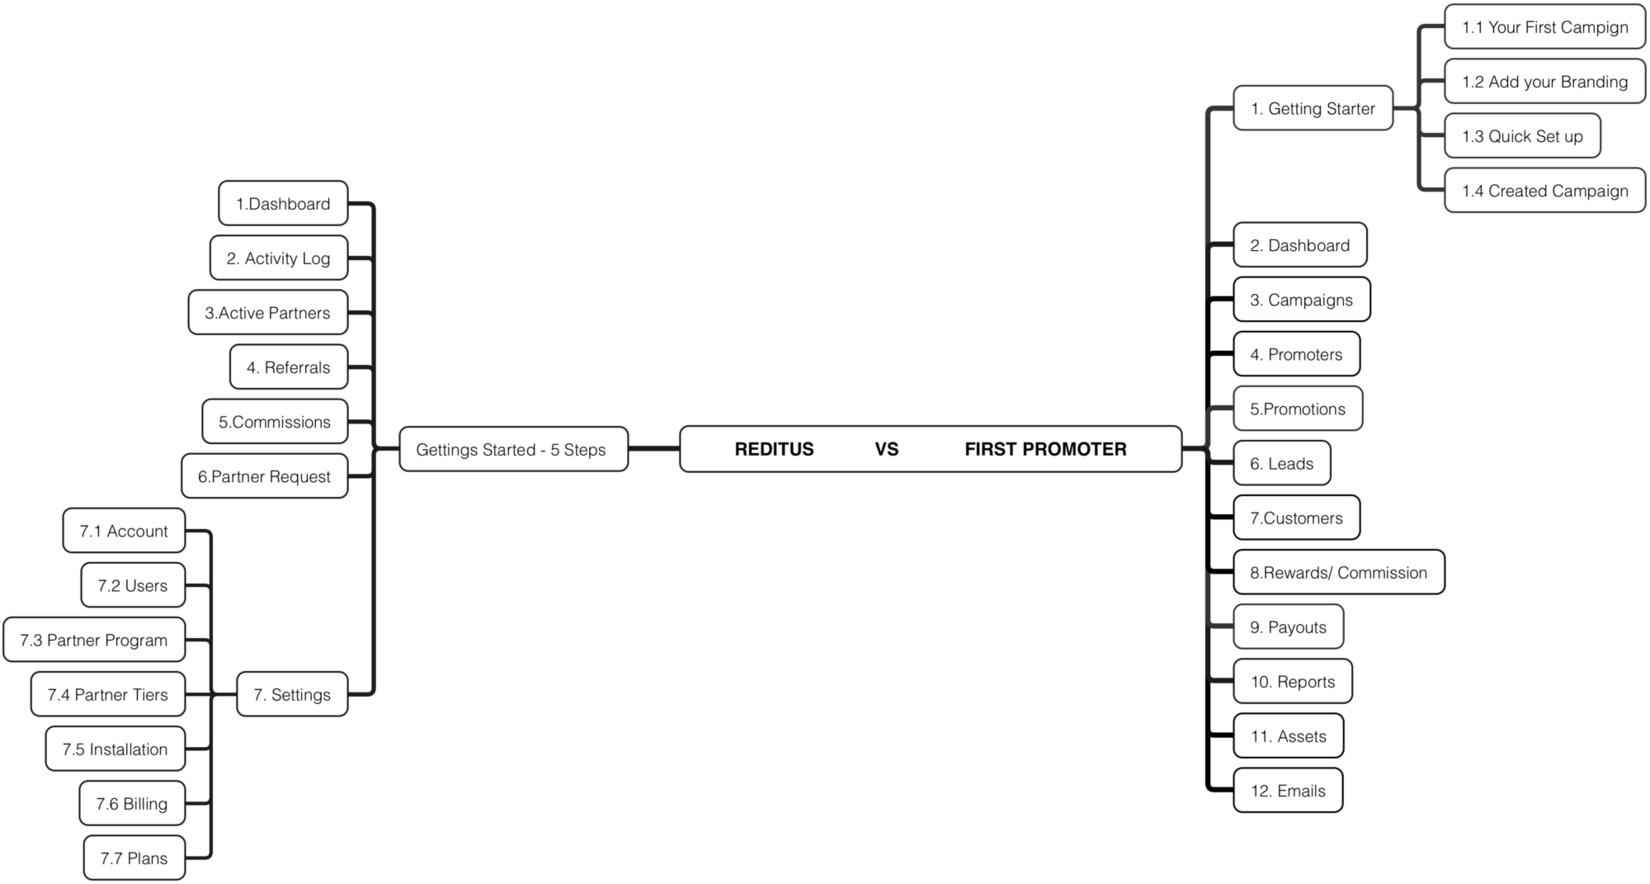 REDITUS VS FIRST PROMOTER
Gettings Started - 5 Steps
1.Dashboard
2. Activity Log
3.Active Partners
4. Referrals
5.Commissions
6.Partner Request
7. Settings
7.1 Account
7.2 Users
7.3 Partner Program
7.4 Partner Tiers
7.5 Installation
7.6 Billing
7.7 Plans
1. Getting Starter
1.1 Your First Campign
1.2 Add your Branding
1.3 Quick Set up
1.4 Created Campaign
2. Dashboard
3. Campaigns
4. Promoters
5.Promotions
6. Leads
7.Customers
8.Rewards/ Commission
9. Payouts
10. Reports
11. Assets
12. Emails